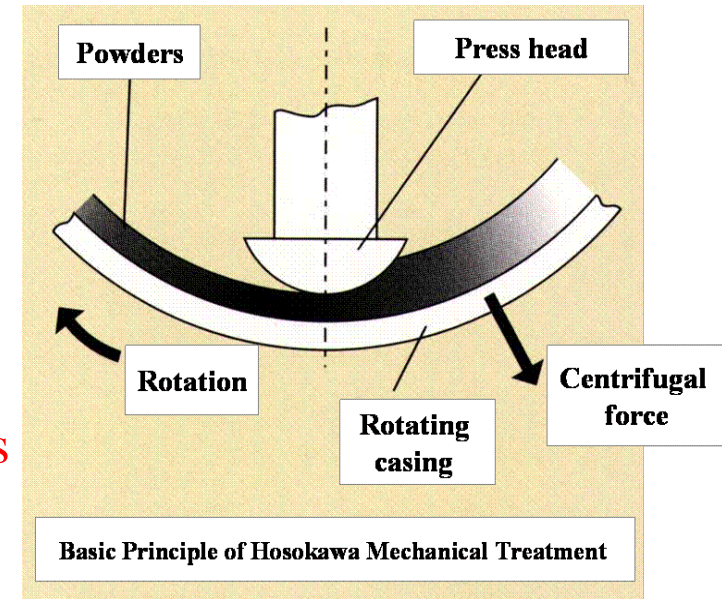 Powders
Press head
Rotation
Centrifugal
force
Rotating
casing
s
Basic Principle of Hosokawa Mechanical Treatment